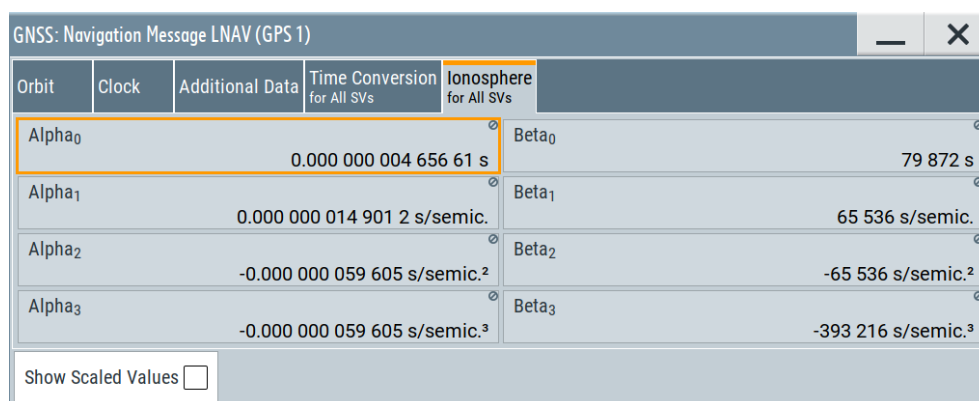 GNSS: Navigation Message LNAV (GPS 1)
Orbit Clock Additional Data Time Conversion for All SVs Ionosphere for All SVs
Alpha₀ Beta₀
0.000 000 004 656 61 s 79 872 s
Alpha₁ Beta₁
0.000 000 014 901 2 s/semic. 65 536 s/semic.
Alpha₂ Beta₂
-0.000 000 059 605 s/semic.² -65 536 s/semic.²
Alpha₃ Beta₃
-0.000 000 059 605 s/semic.³ -393 216 s/semic.³
Show Scaled Values